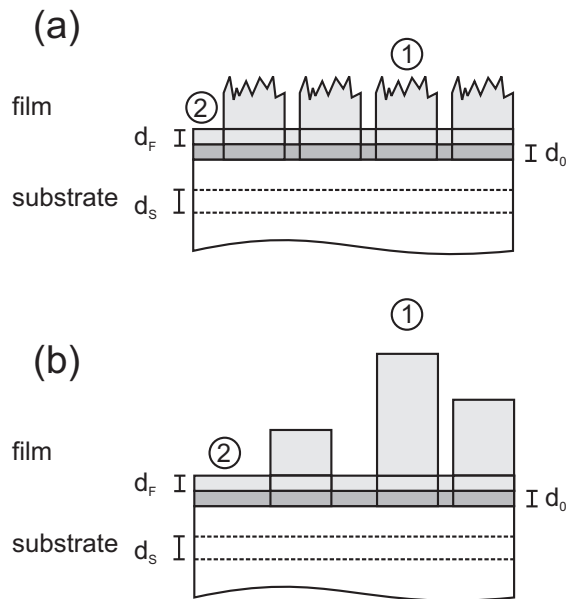 (a)
①
②
film
d_F
d_0
substrate
d_S
①
(b)
②
film
d_F
d_0
substrate
d_S